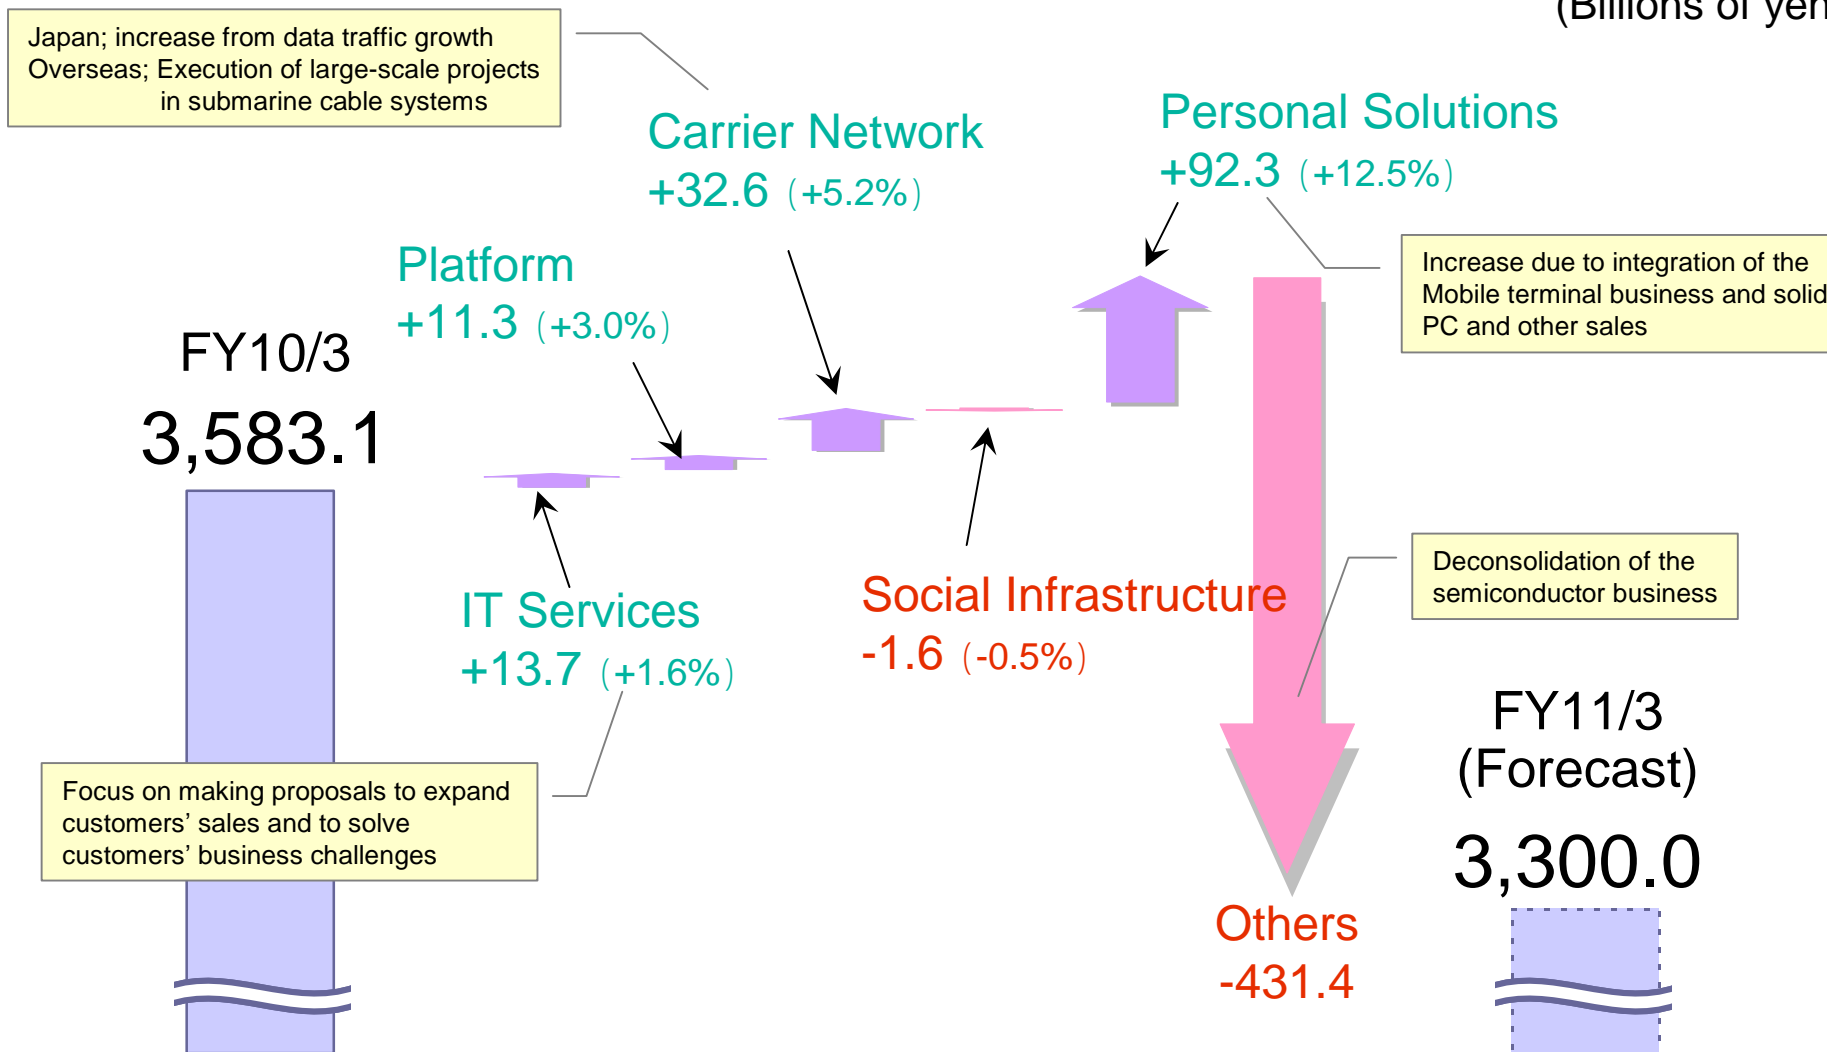 (Billions of yen
Japan; increase from data traffic growth
Overseas; Execution of large-scale projects
in submarine cable systems
Carrier Network
+32.6 (+5.2%)
Personal Solutions
+92.3 (+12.5%)
Increase due to integration of the
Mobile terminal business and solid
PC and other sales
Platform
+11.3 (+3.0%)
FY10/3
3,583.1
IT Services
+13.7 (+1.6%)
Social Infrastructure
-1.6 (-0.5%)
Deconsolidation of the
semiconductor business
Focus on making proposals to expand
customers’ sales and to solve
customers’ business challenges
FY11/3
(Forecast)
3,300.0
Others
-431.4